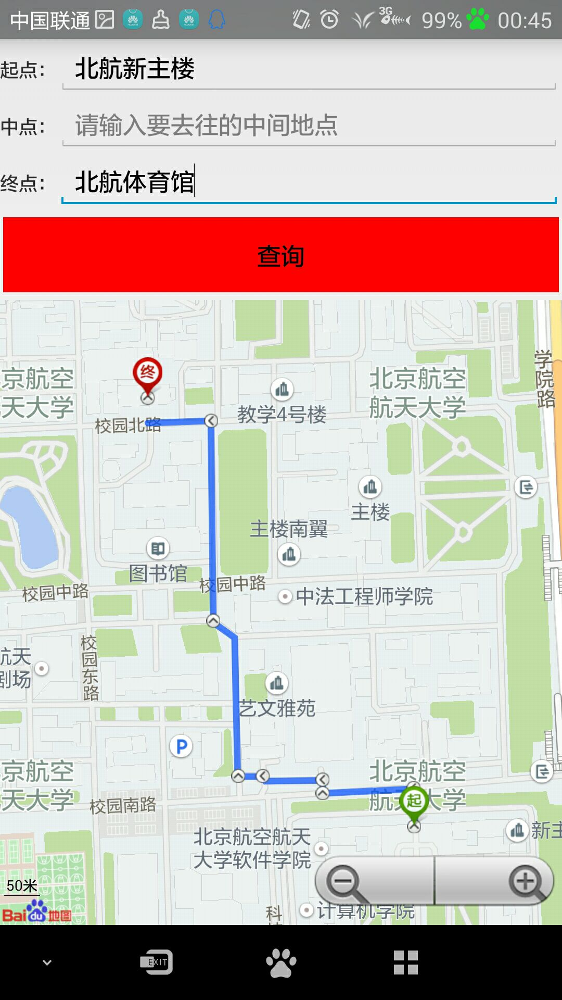 中国联通 3G 99% 00:45
起点： 北航新主楼
中点： 请输入要去往的中间地点
终点： 北航体育馆
查询
终
京航空
天大学
教学4号楼
北京航空
航天大学
学院路
校园北路
主楼
主楼南翼
图书馆
校园中路
校园中路
中法工程师学院
校园东路
航天
剧场
艺文雅苑
P
京航空
天大学
北京航空
航天大学
起
校园南路
新主
北京航空航天
大学软件学院
50米
Bai du 地图
科
计算机学院
EXIT